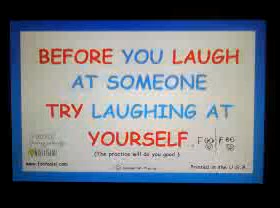 BEFORE YOU LAUGH
AT SOMEONE
TRY LAUGHING AT
YOURSELF.
(The practice will do you good)
Printed in the U.S.A.